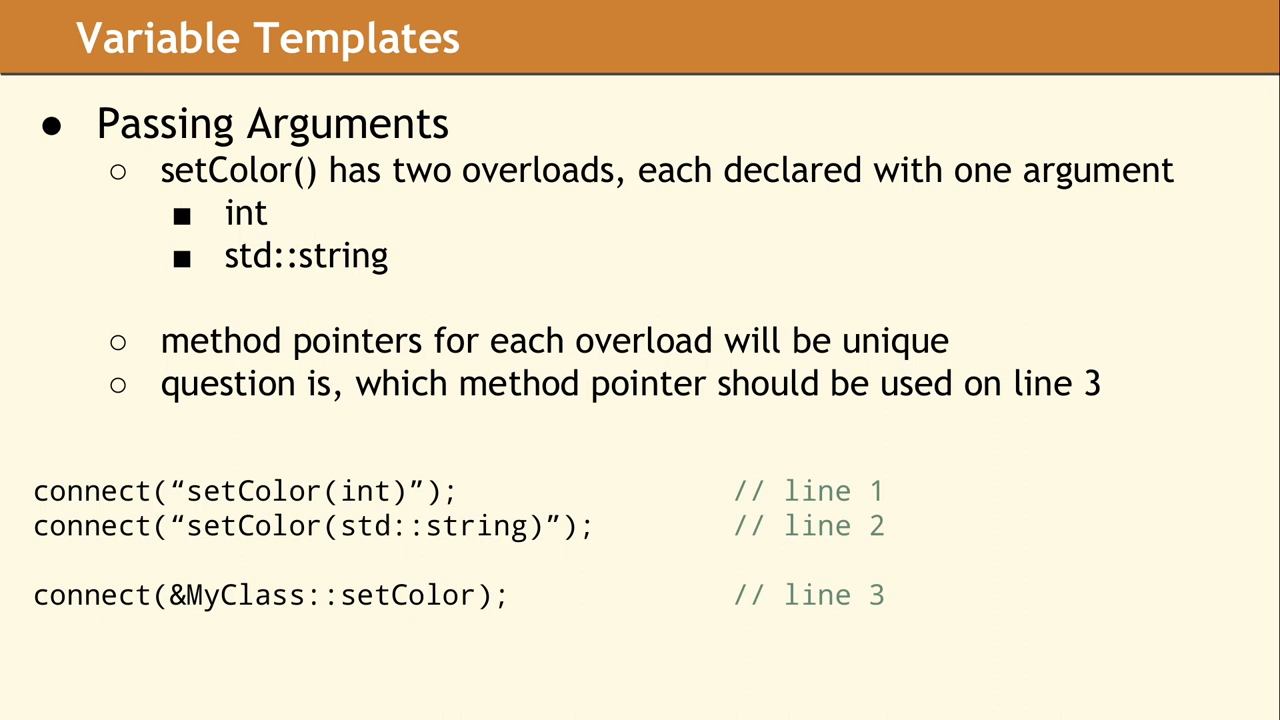 Variable Templates
● Passing Arguments
○ setColor() has two overloads, each declared with one argument
■ int
■ std::string
○ method pointers for each overload will be unique
○ question is, which method pointer should be used on line 3
connect(“setColor(int)”); // line 1
connect(“setColor(std::string)”); // line 2
connect(&MyClass::setColor); // line 3